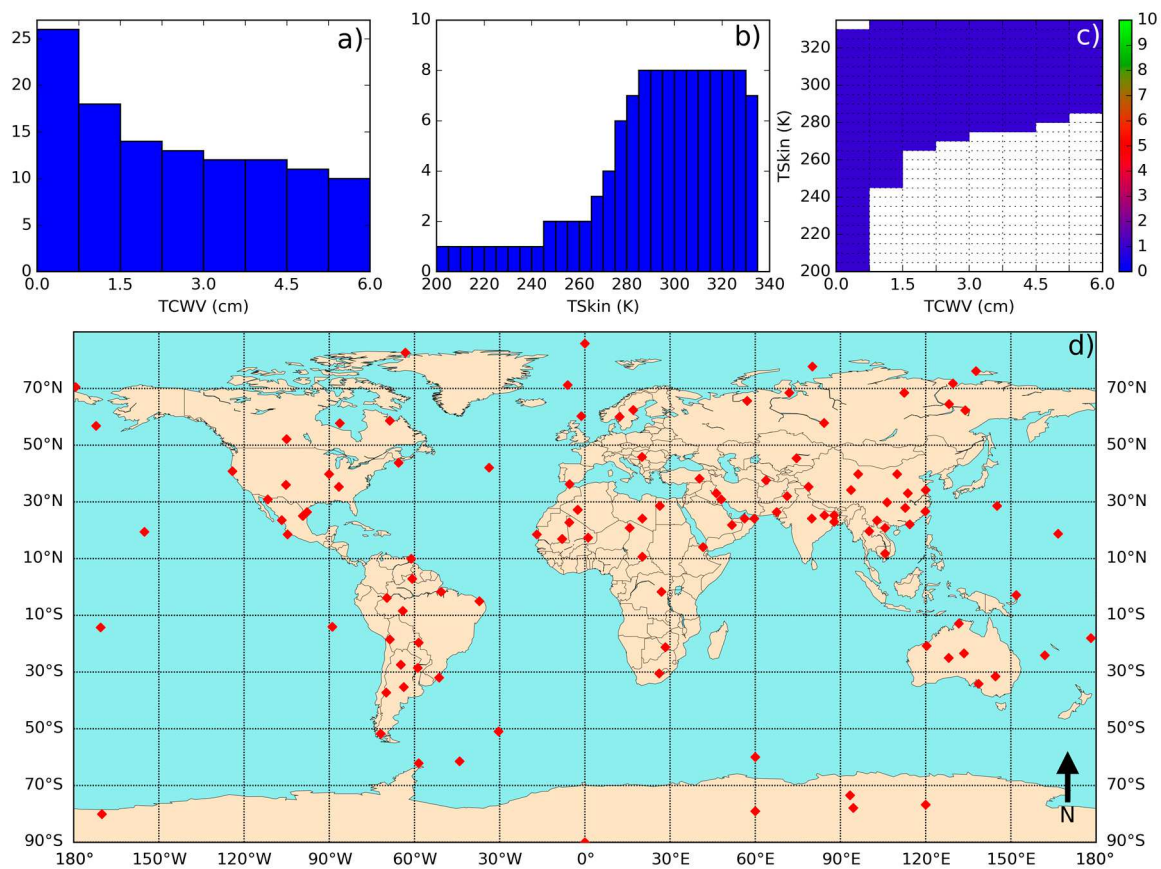 a)
25
20
15
10
5
0
0.0 1.5 3.0 4.5 6.0
TCWV (cm)
b)
10
8
6
4
2
0
200 220 240 260 280 300 320 340
TSkin (K)
c)
TSkin (K)
320
300
280
260
240
220
200
0.0 1.5 3.0 4.5 6.0
TCWV (cm)
10
9
8
7
6
5
4
3
2
1
0
d)
70°N 70°N
50°N 50°N
30°N 30°N
10°N 10°N
10°S 10°S
30°S 30°S
50°S 50°S
70°S 70°S
90°S 90°S
N
180° 150°W 120°W 90°W 60°W 30°W 0° 30°E 60°E 90°E 120°E 150°E 180°